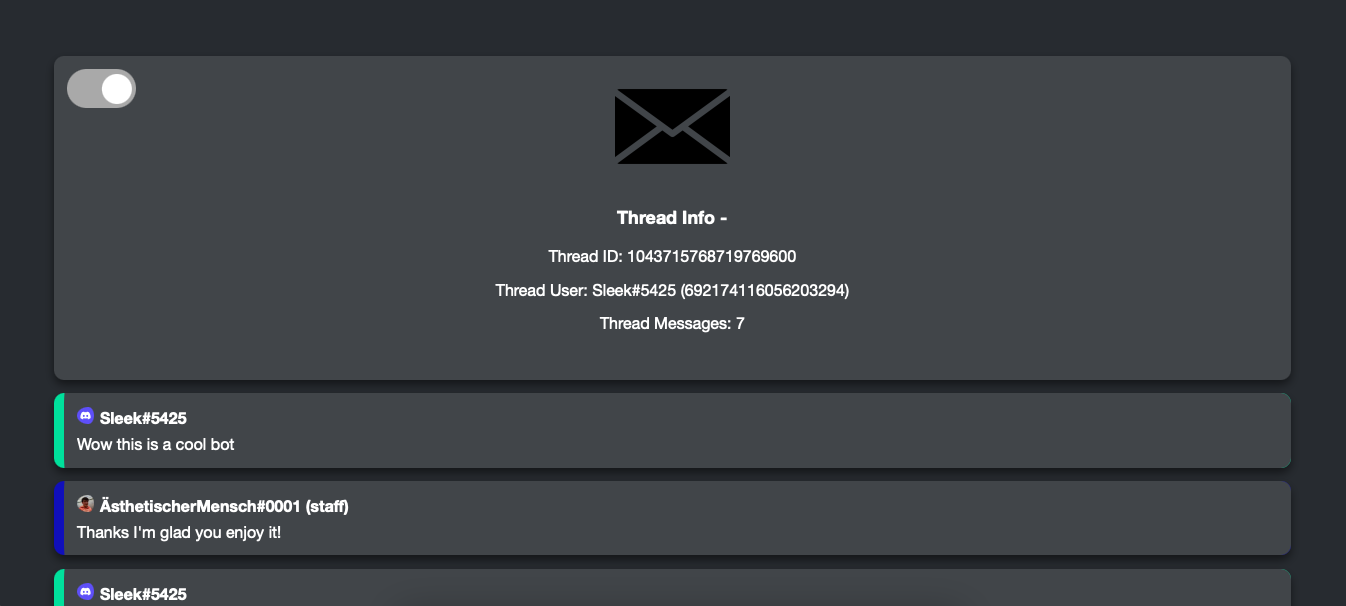 Thread Info -
Thread ID: 1043715768719769600
Thread User: Sleek#5425 (692174116056203294)
Thread Messages: 7
Sleek#5425
Wow this is a cool bot
ÄsthetischerMensch#0001 (staff)
Thanks I'm glad you enjoy it!
Sleek#5425